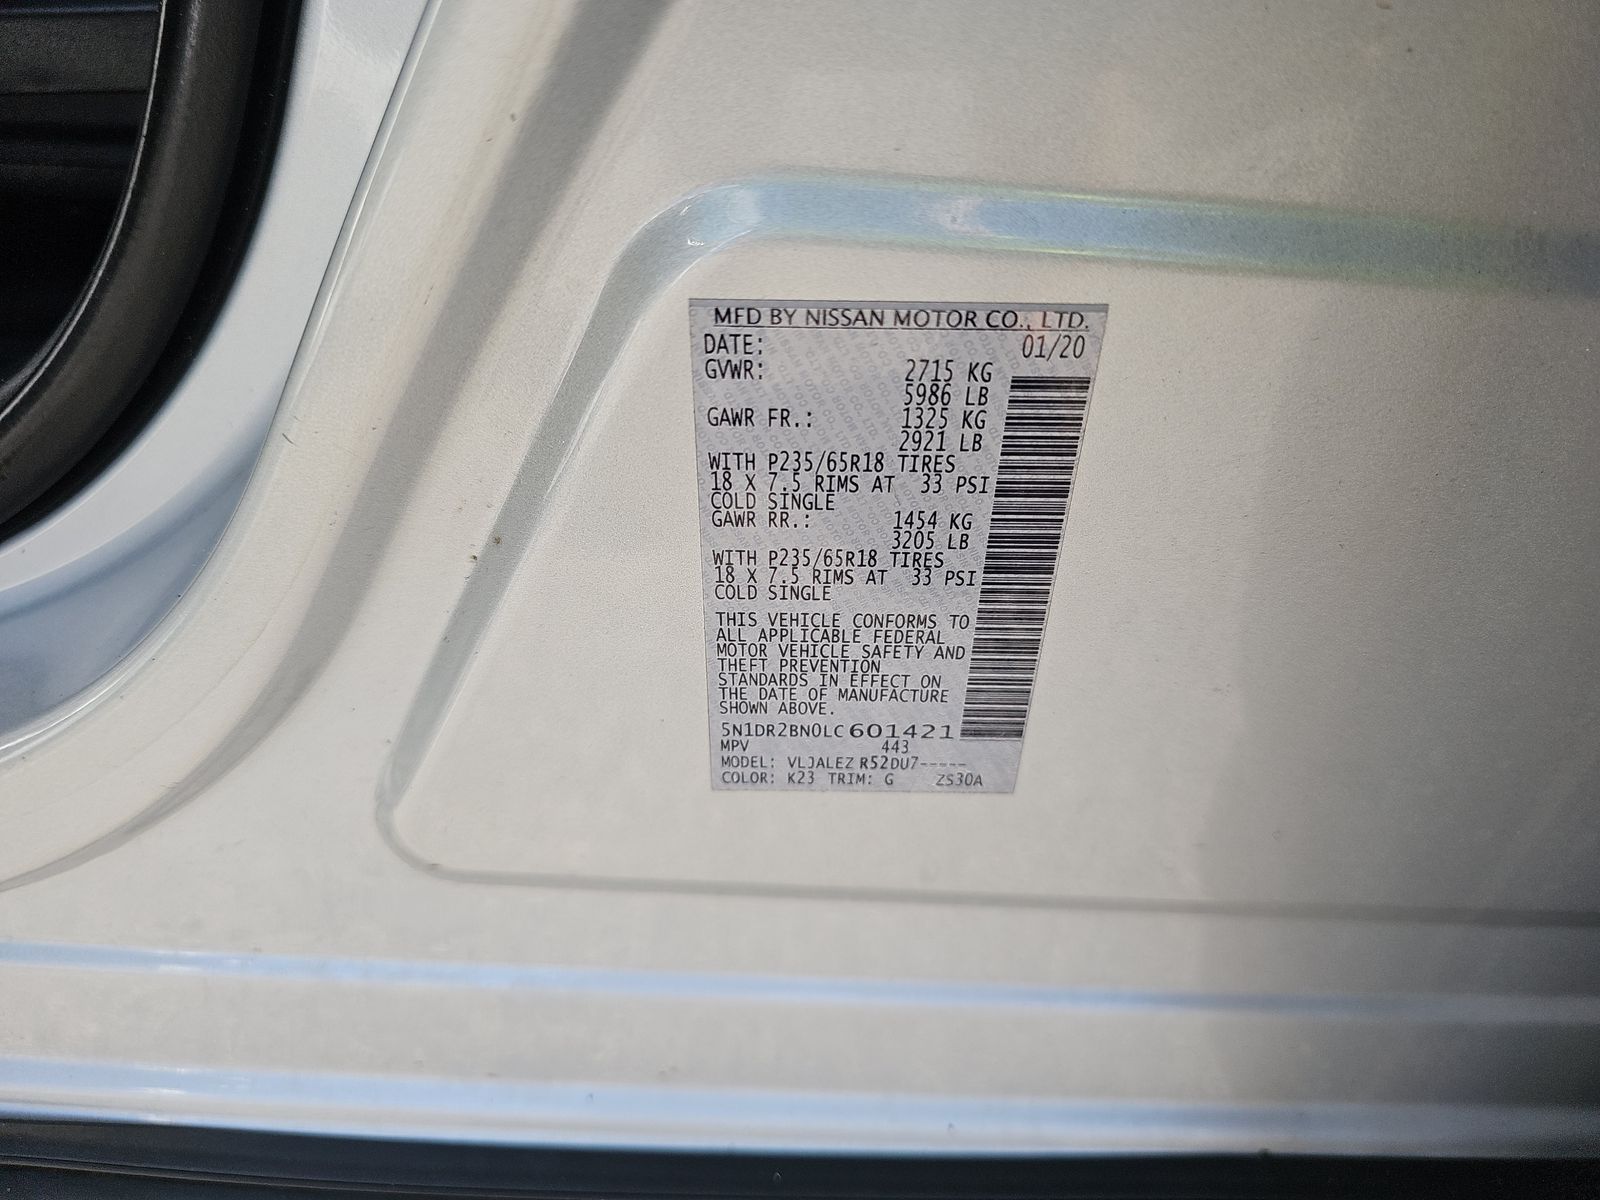 MFD BY NISSAN MOTOR CO., LTD.
DATE: 01/20
GVWR: 2715 KG
5986 LB
GAWR FR.: 1325 KG
2921 LB
WITH P235/65R18 TIRES
18 X 7.5 RIMS AT 33 PSI
COLD SINGLE
GAWR RR.: 1454 KG
3205 LB
WITH P235/65R18 TIRES
18 X 7.5 RIMS AT 33 PSI
COLD SINGLE
THIS VEHICLE CONFORMS TO
ALL APPLICABLE FEDERAL
MOTOR VEHICLE SAFETY AND
THEFT PREVENTION
STANDARDS IN EFFECT ON
THE DATE OF MANUFACTURE
SHOWN ABOVE.
5N1DR2BN0LC601421
MPV 443
MODEL: VLJALEZ R52DU7-----
COLOR: K23 TRIM: G ZS30A